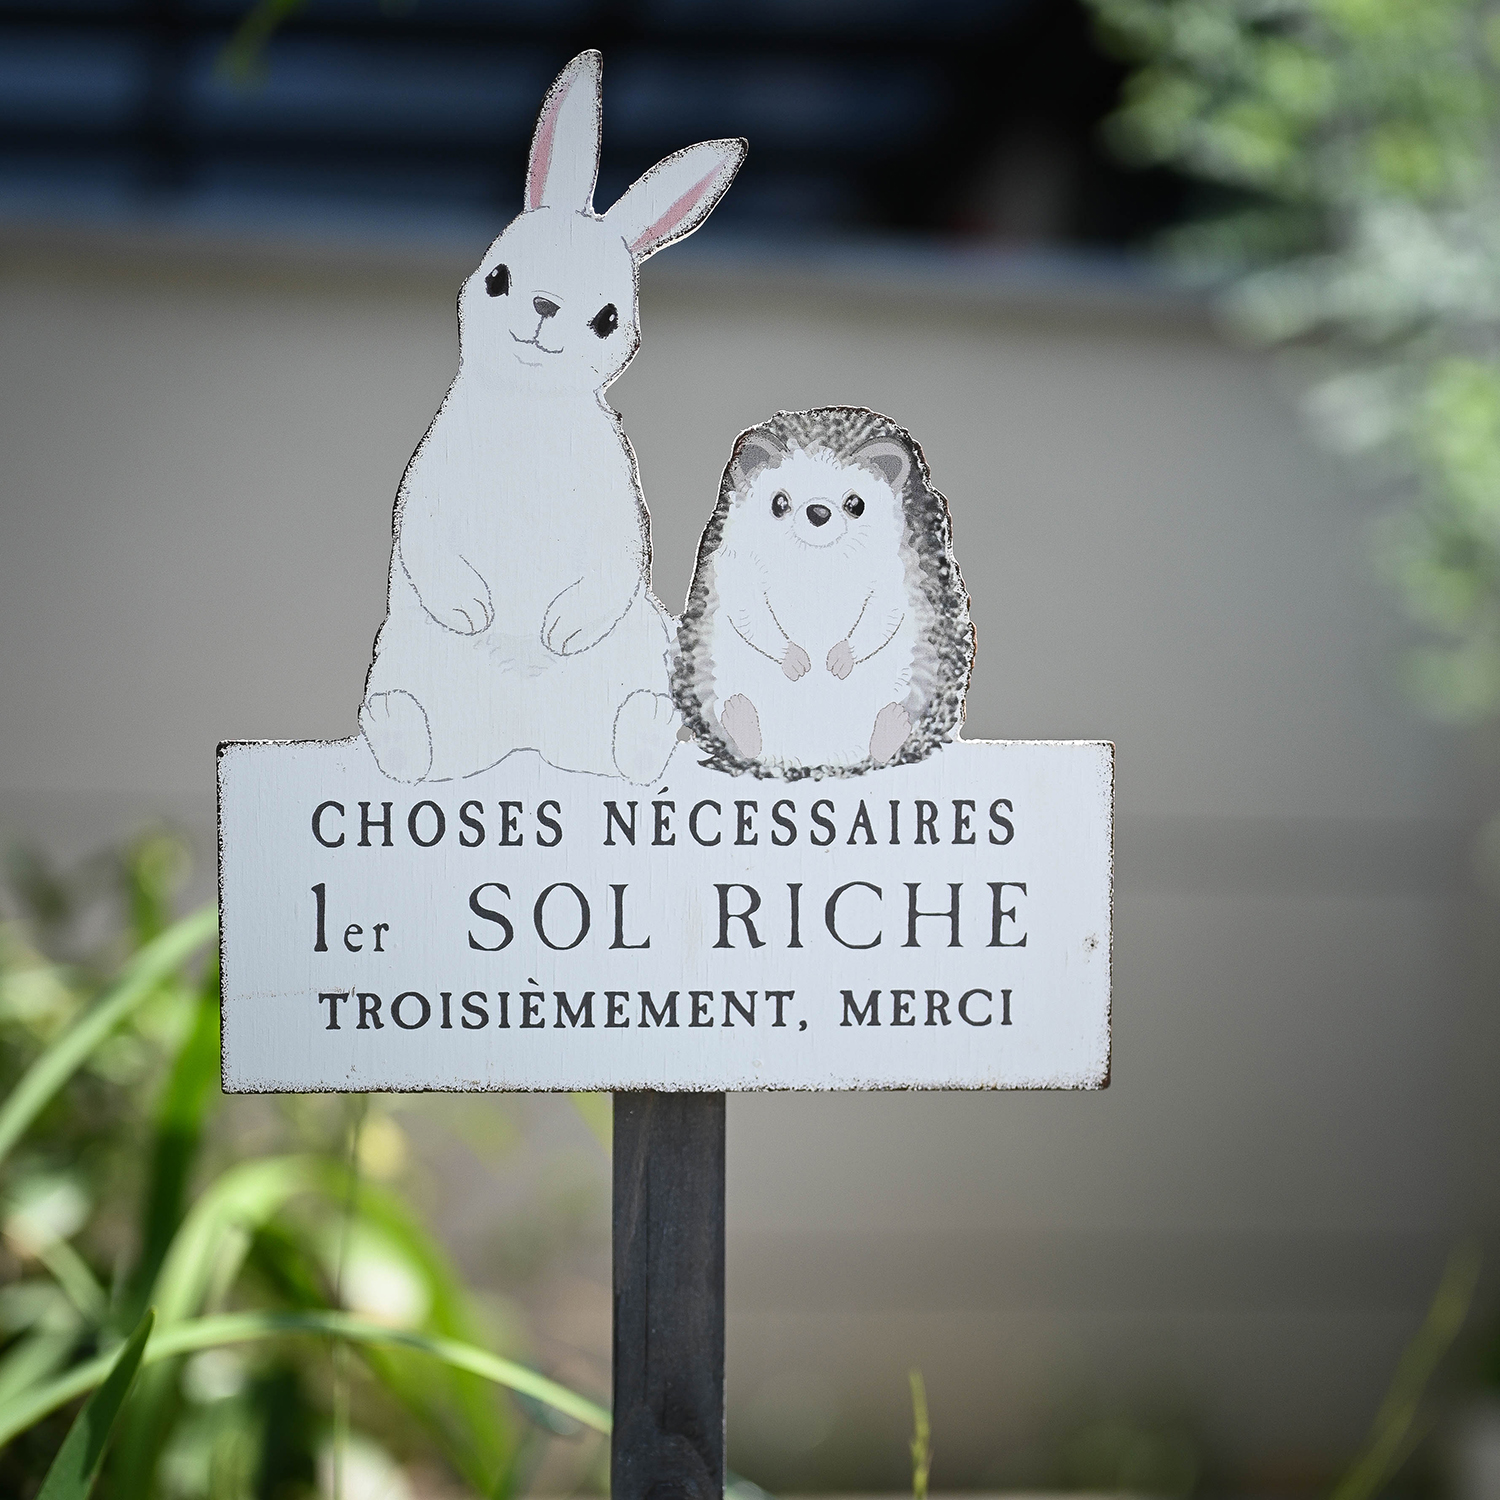 CHOSES NÉCESSAIRES
1er SOL RICHE
TROISIÈMEMENT, MERCI